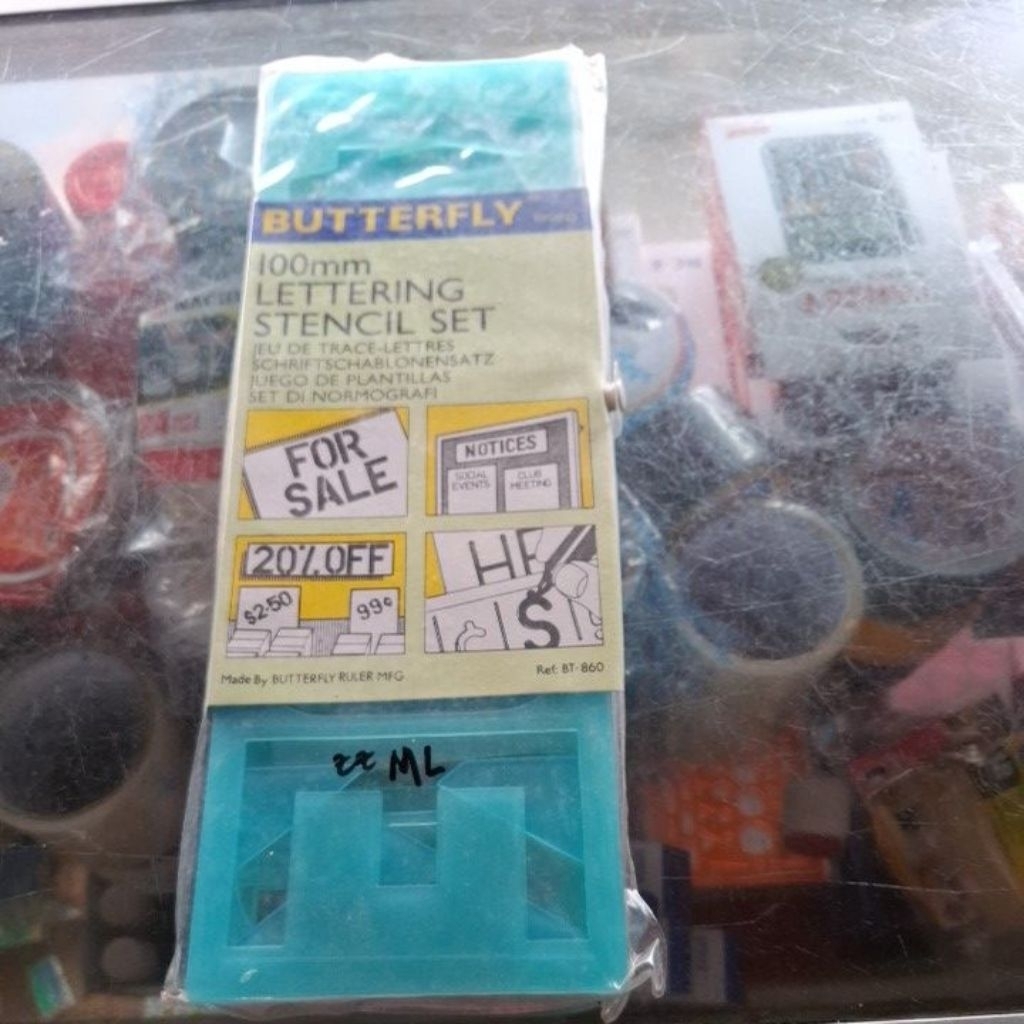 BUTTERFLY
100mm
LETTERING
STENCIL SET
JEU DE TRACE-LETTRES
SCHRIFTSCHABLONENSATZ
JUEGO DE PLANTILLAS
SET DI NORMOGRAFI
FOR
SALE
NOTICES
SOCIAL
EVENTS
CLUB
MEETING
20% OFF
$2.50
99¢
HE
S
Made By BUTTERFLY RULER MFG
Ref: BT-860
ML